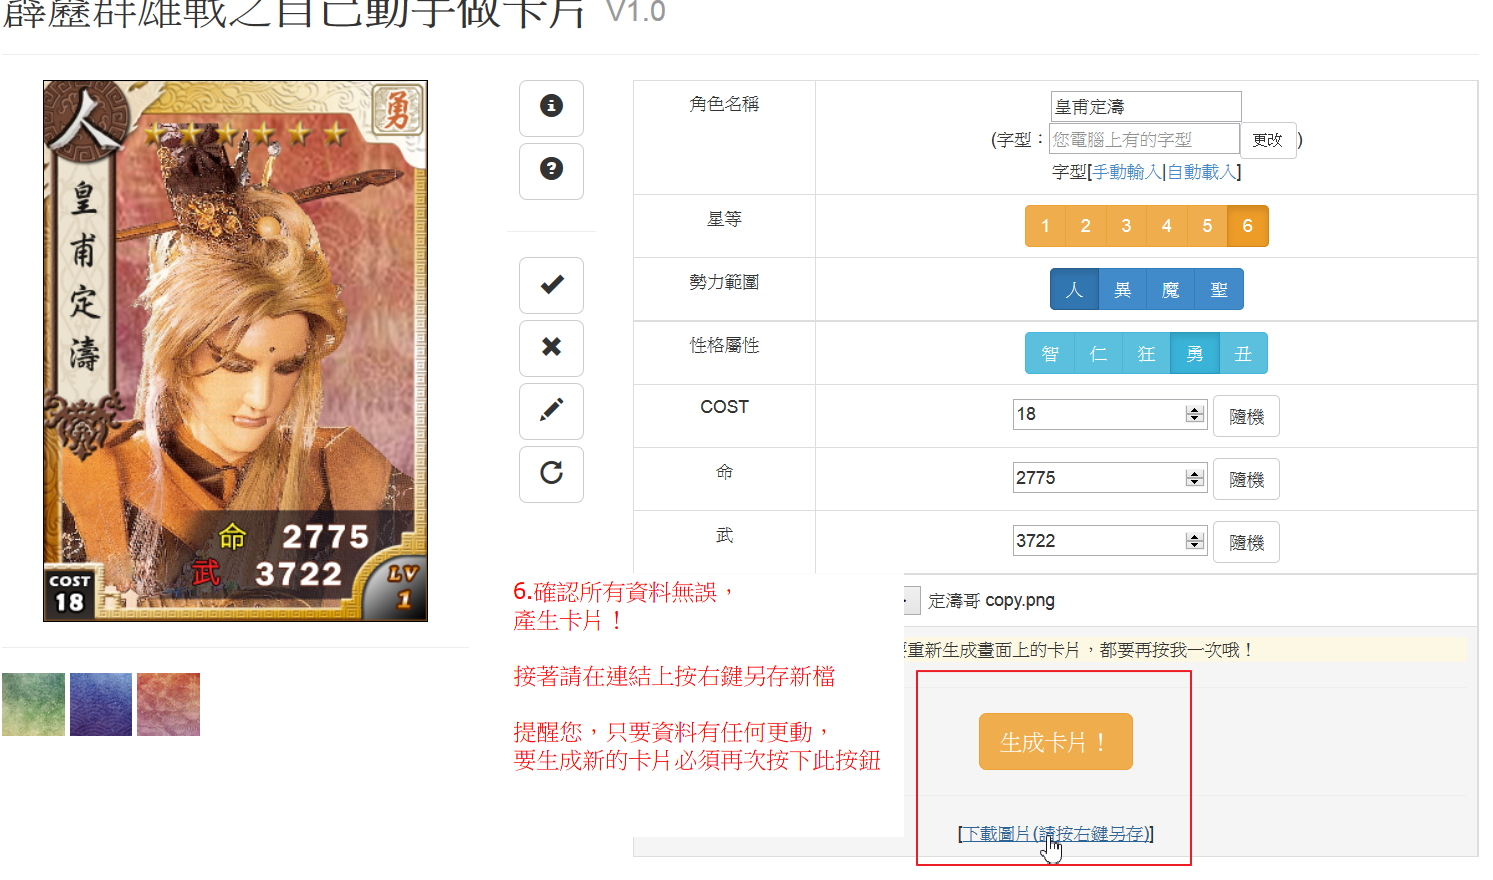 霹靂群雄戰之自己動手做卡片 V1.0
人
勇
皇甫定濤
命 2775
武 3722
COST
18
LV
1
角色名稱
皇甫定濤
(字型：您電腦上有的字型 更改)
字型[手動輸入|自動載入]
星等
1 2 3 4 5 6
勢力範圍
人 異 魔 聖
性格屬性
智 仁 狂 勇 丑
COST
18 隨機
命
2775 隨機
武
3722 隨機
定濤哥 copy.png
重新生成畫面上的卡片，都要再按我一次哦！
6.確認所有資料無誤，
產生卡片！
接著請在連結上按右鍵另存新檔
提醒您，只要資料有任何更動，
要生成新的卡片必須再次按下此按鈕
生成卡片！
[下載圖片(請按右鍵另存)]